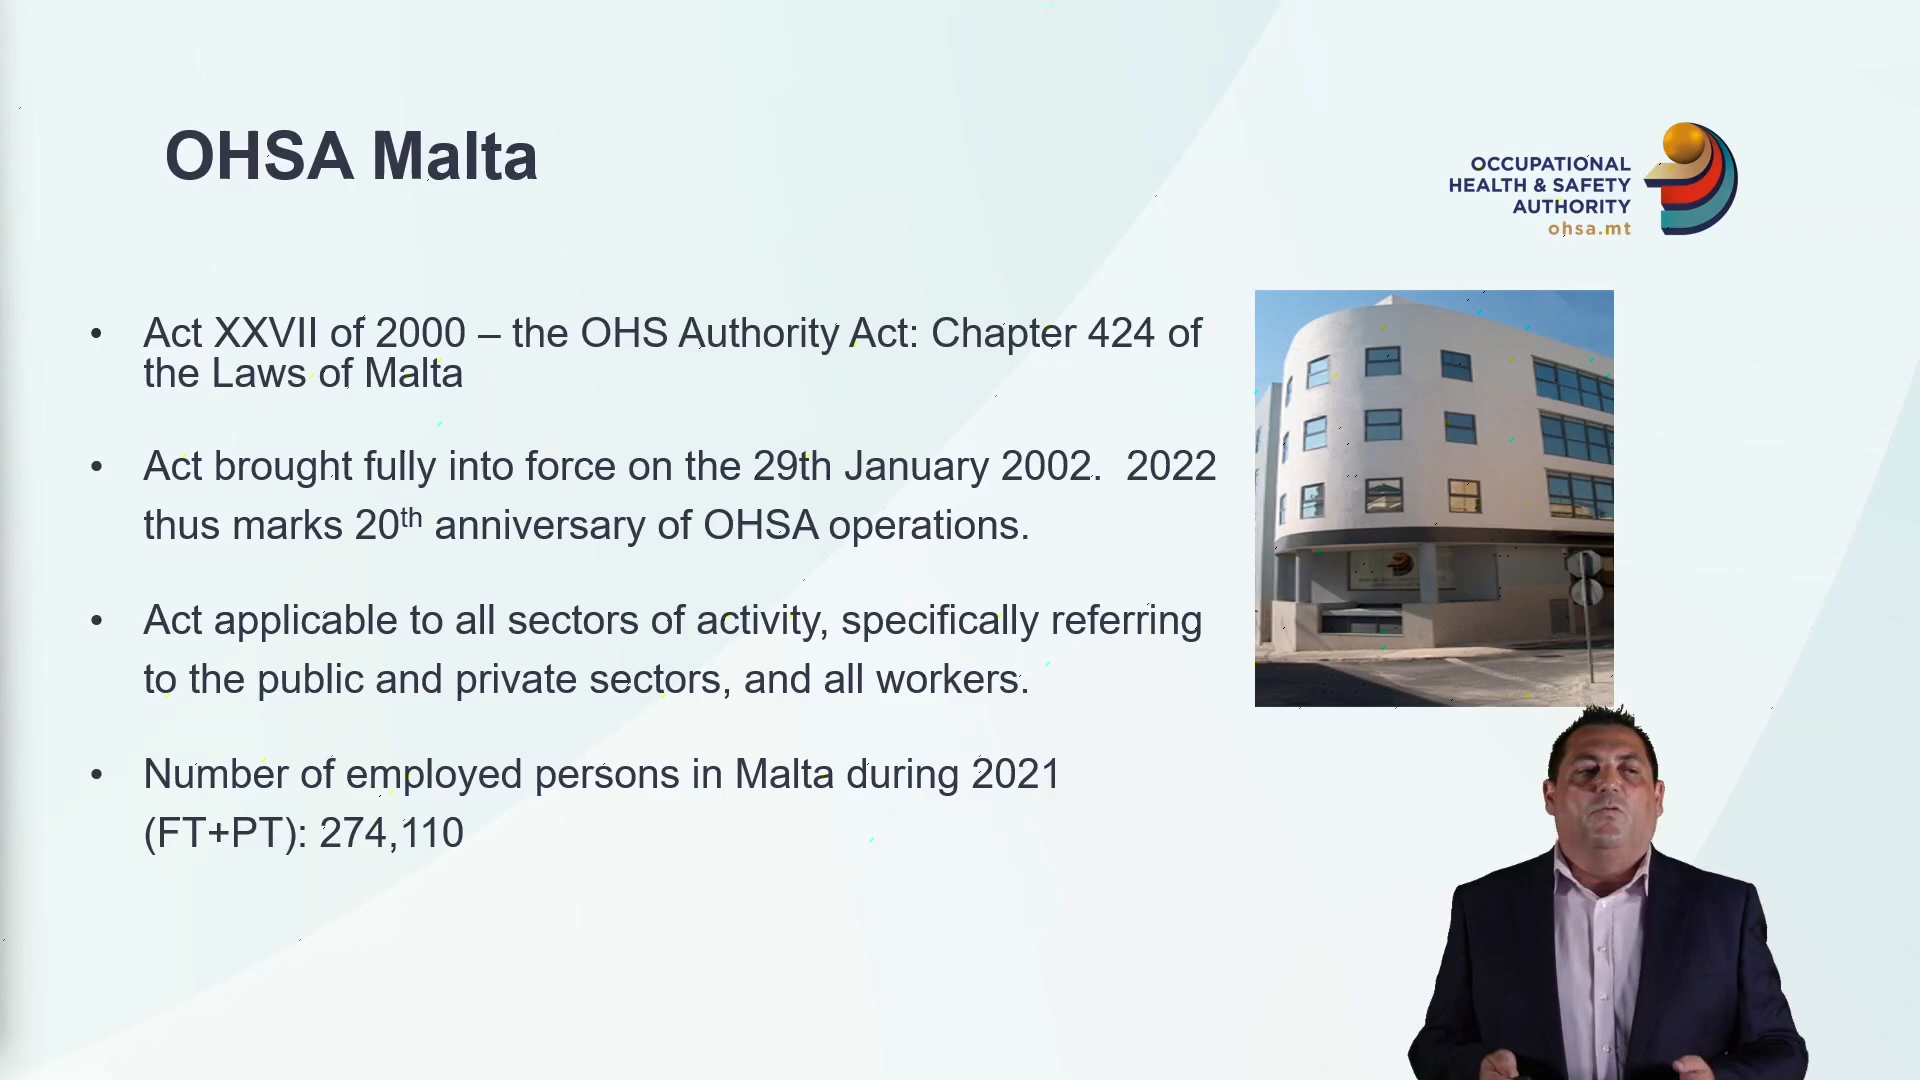 OHSA Malta
OCCUPATIONAL
HEALTH & SAFETY
AUTHORITY
ohsa.mt
• Act XXVII of 2000 – the OHS Authority Act: Chapter 424 of
the Laws of Malta
• Act brought fully into force on the 29th January 2002.  2022
thus marks 20th anniversary of OHSA operations.
• Act applicable to all sectors of activity, specifically referring
to the public and private sectors, and all workers.
• Number of employed persons in Malta during 2021
(FT+PT): 274,110